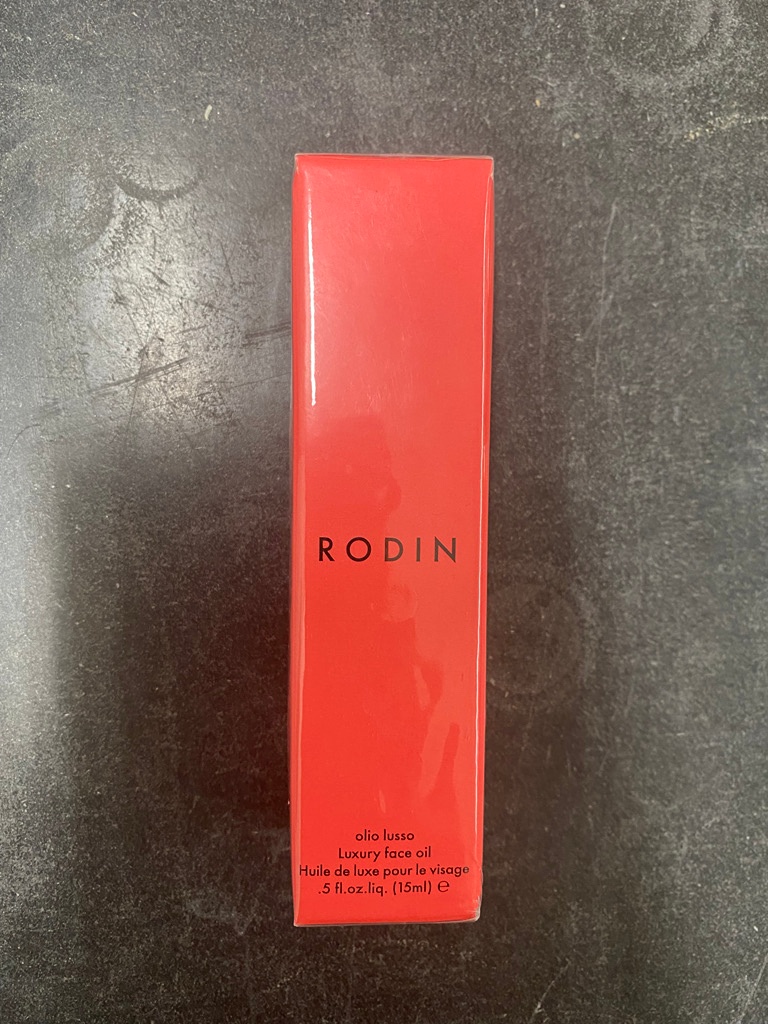 RODIN
olio lusso
Luxury face oil
Huile de luxe pour le visage
.5 fl.oz.liq. (15ml) ℮